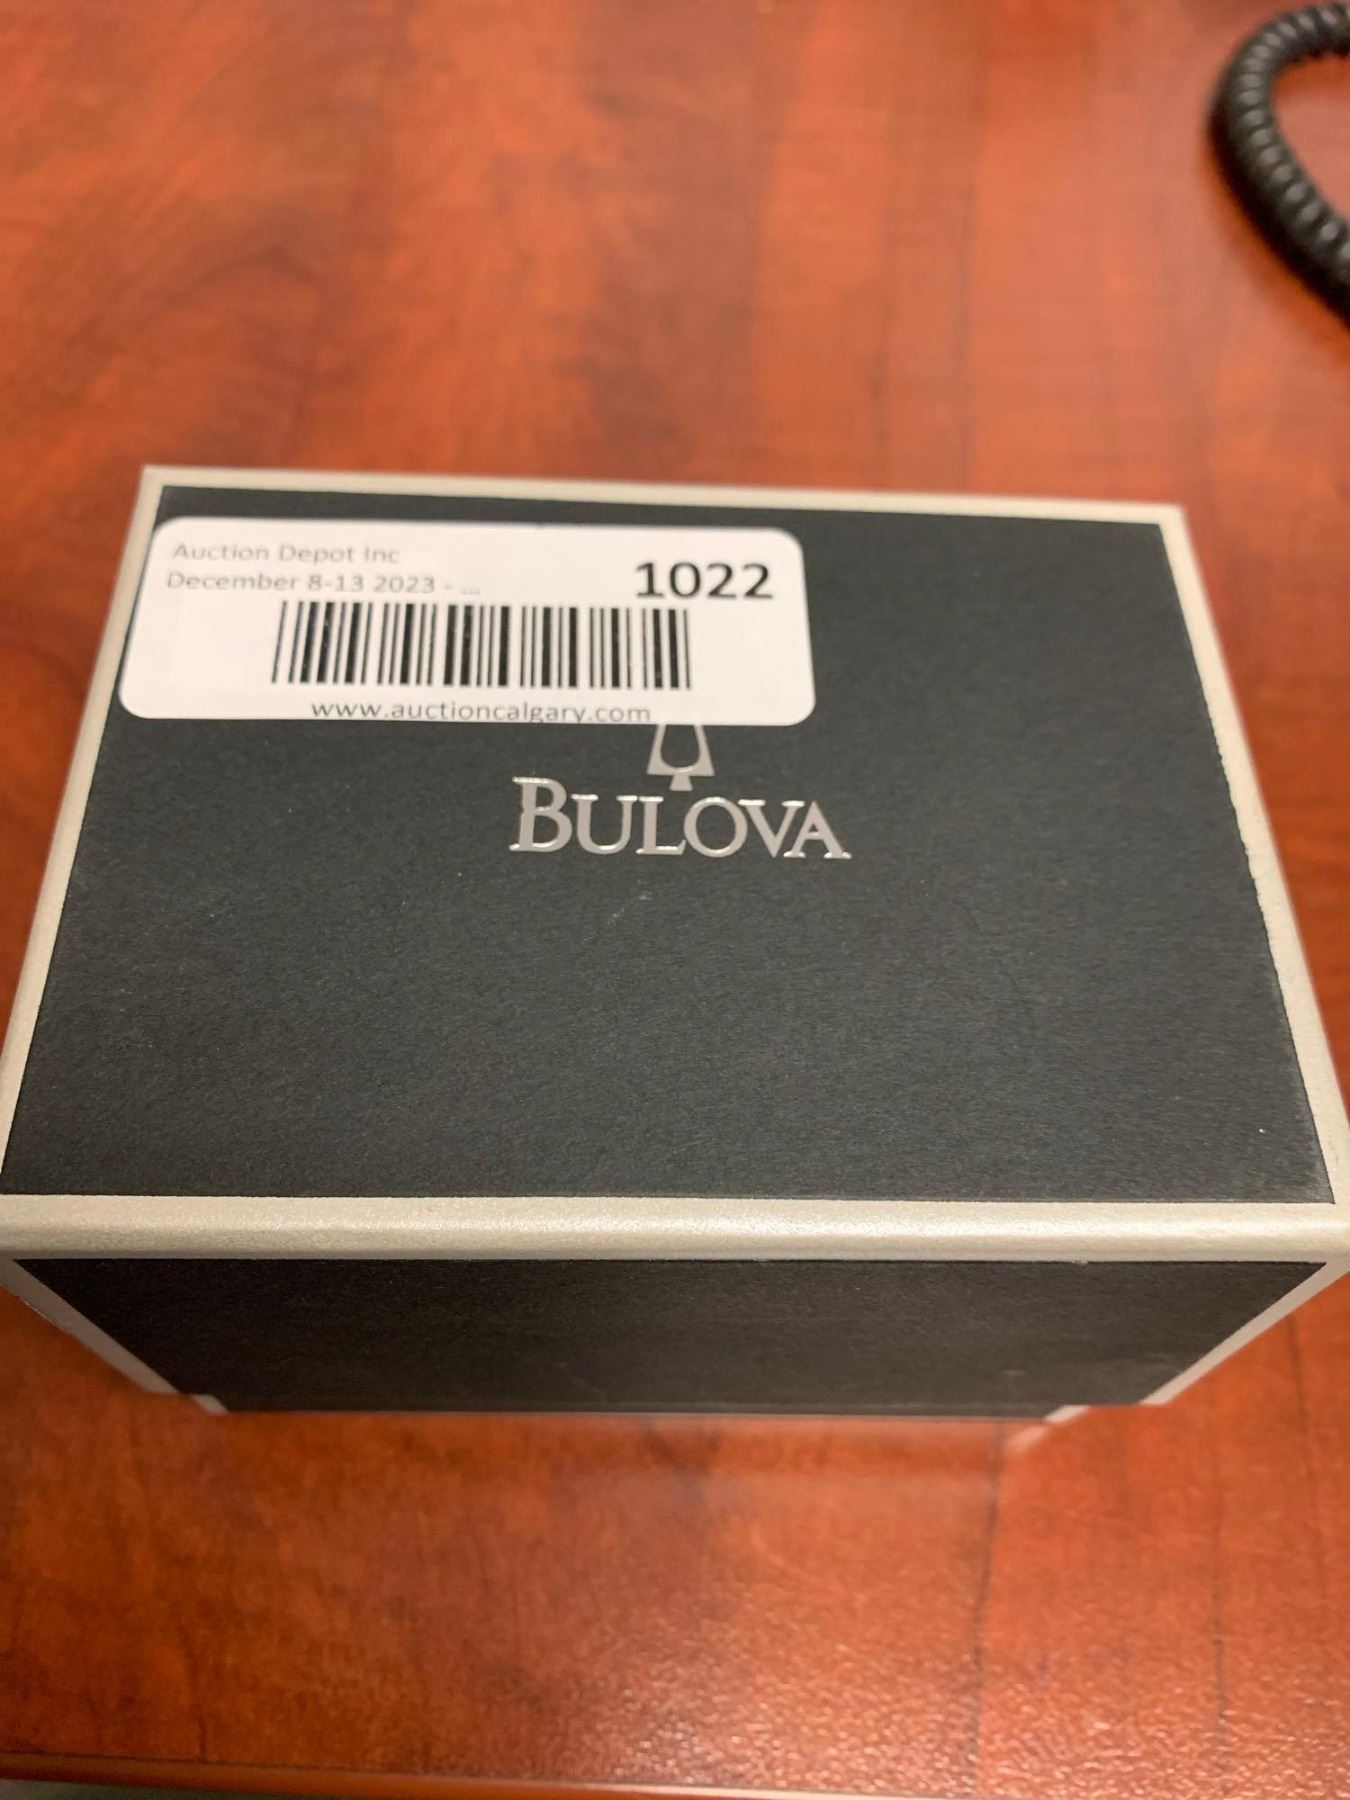 Auction Depot Inc
December 8-13 2023 - ...
1022
www.auctioncalgary.com
BULOVA